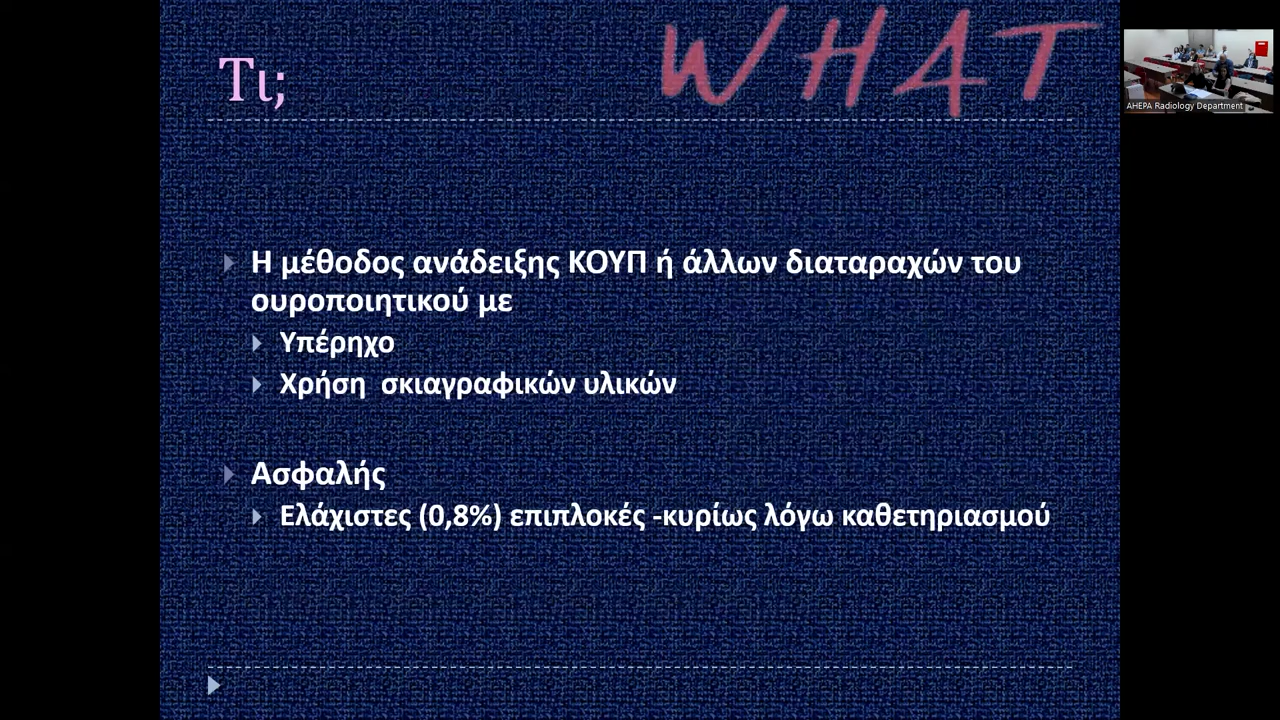 WHAT
Τι;
Η μέθοδος ανάδειξης ΚΟΥΠ ή άλλων διαταραχών του
ουροποιητικού με
Υπέρηχο
Χρήση σκιαγραφικών υλικών
Ασφαλής
Ελάχιστες (0,8%) επιπλοκές -κυρίως λόγω καθετηριασμού
AHEPA Radiology Department